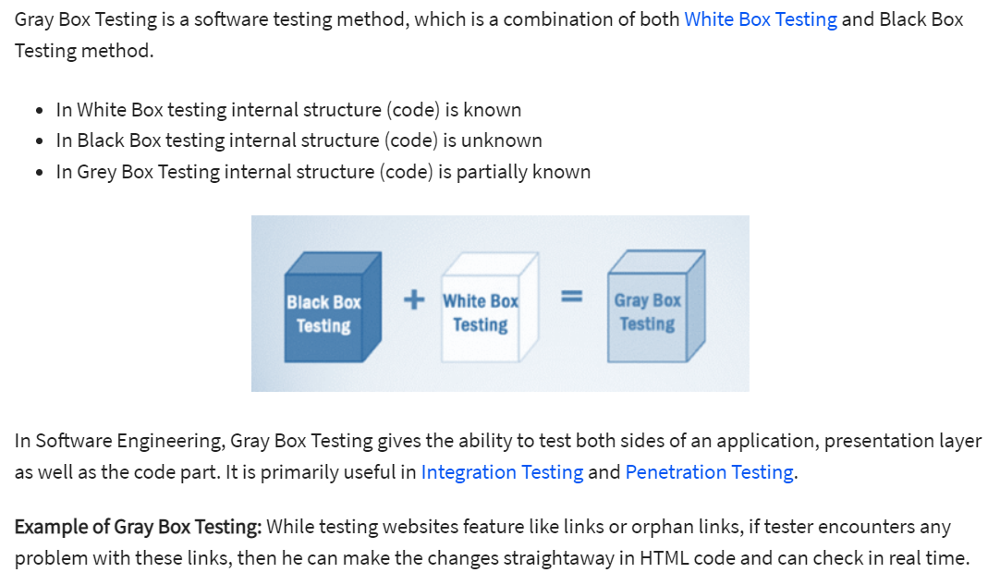 Gray Box Testing is a software testing method, which is a combination of both White Box Testing and Black Box
Testing method.
• In White Box testing internal structure (code) is known
• In Black Box testing internal structure (code) is unknown
• In Grey Box Testing internal structure (code) is partially known
Black Box
Testing
+
White Box
Testing
=
Gray Box
Testing
In Software Engineering, Gray Box Testing gives the ability to test both sides of an application, presentation layer
as well as the code part. It is primarily useful in Integration Testing and Penetration Testing.
Example of Gray Box Testing: While testing websites feature like links or orphan links, if tester encounters any
problem with these links, then he can make the changes straightaway in HTML code and can check in real time.